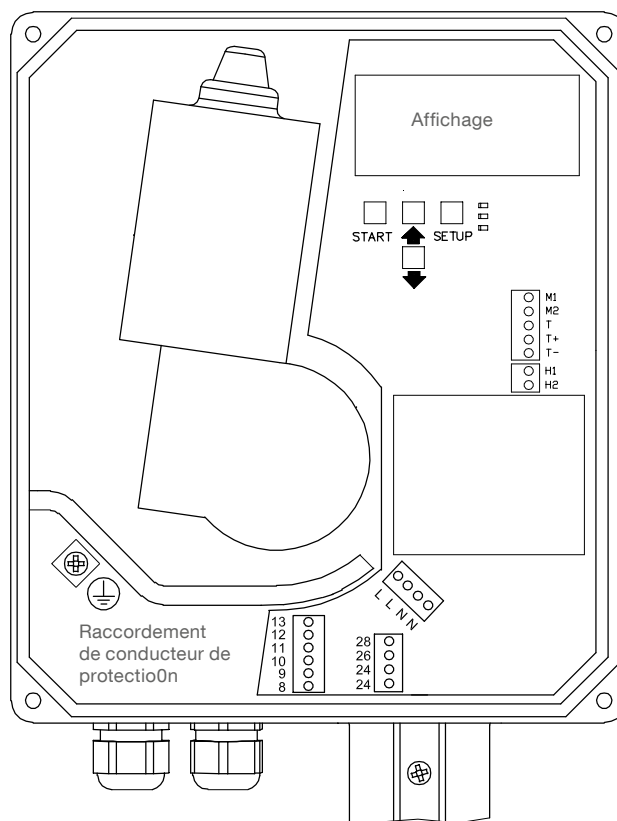 Affichage
START
SETUP
M1
M2
T
T+
T-
H1
H2
L L N N
13
12
11
10
9
8
28
26
24
24
Raccordement
de conducteur de
protectio0n